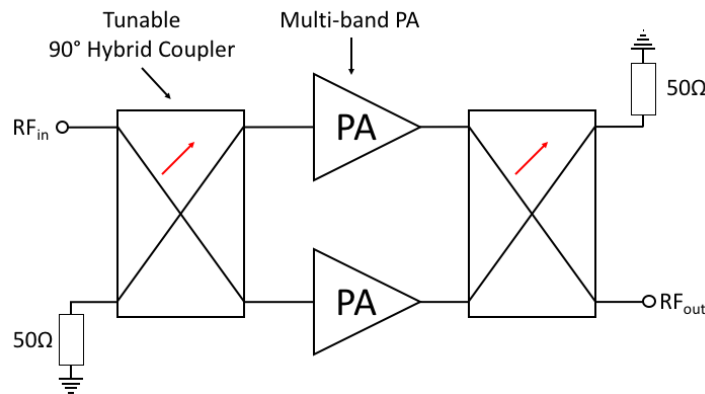 Tunable
90° Hybrid Coupler
Multi-band PA
50Ω
RFin
PA
PA
50Ω
RFout